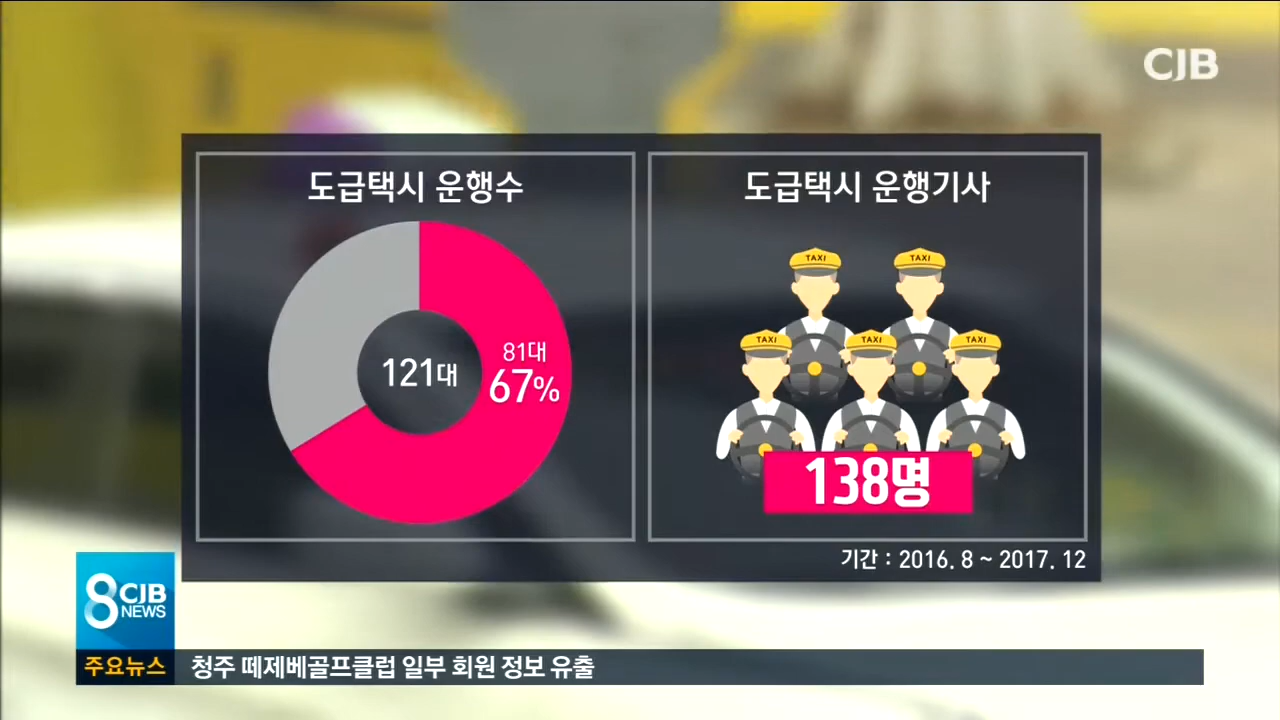 CJB
도급택시 운행수
121대
81대
67%
도급택시 운행기사
TAXI
TAXI
TAXI
TAXI
TAXI
138명
기간 : 2016. 8 ~ 2017. 12
8 CJB NEWS
주요뉴스
청주 떼제베골프클럽 일부 회원 정보 유출